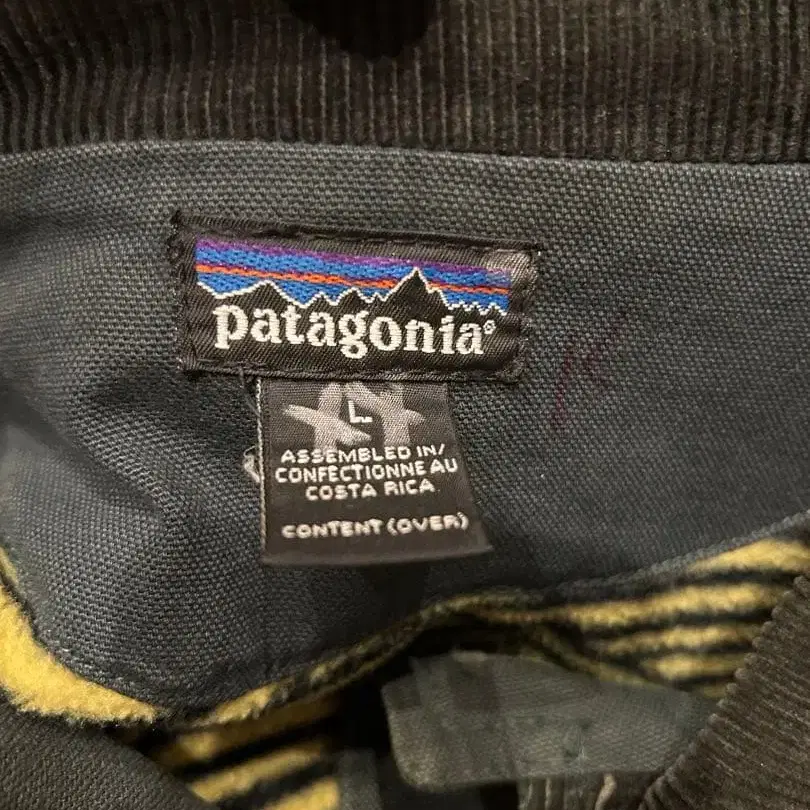 patagonia®
L
ASSEMBLED IN/
CONFECTIONNE AU
COSTA RICA
CONTENT (OVER)